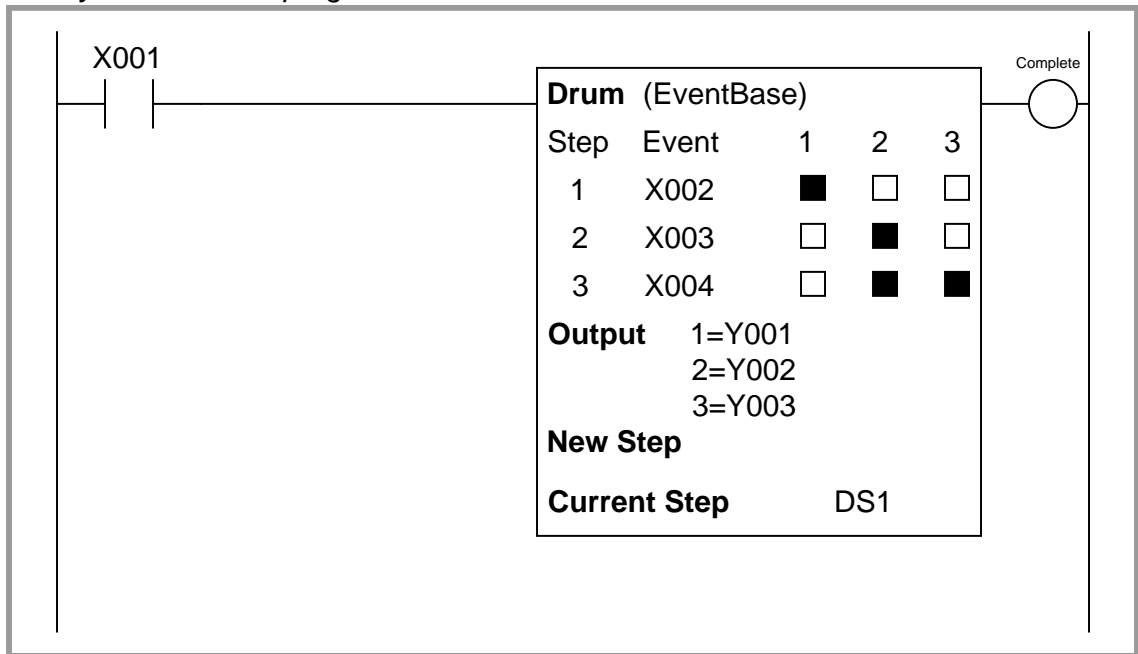 X001
Complete
Drum (EventBase)
Step Event 1 2 3
1 X002
2 X003
3 X004
Output 1=Y001
2=Y002
3=Y003
New Step
Current Step DS1